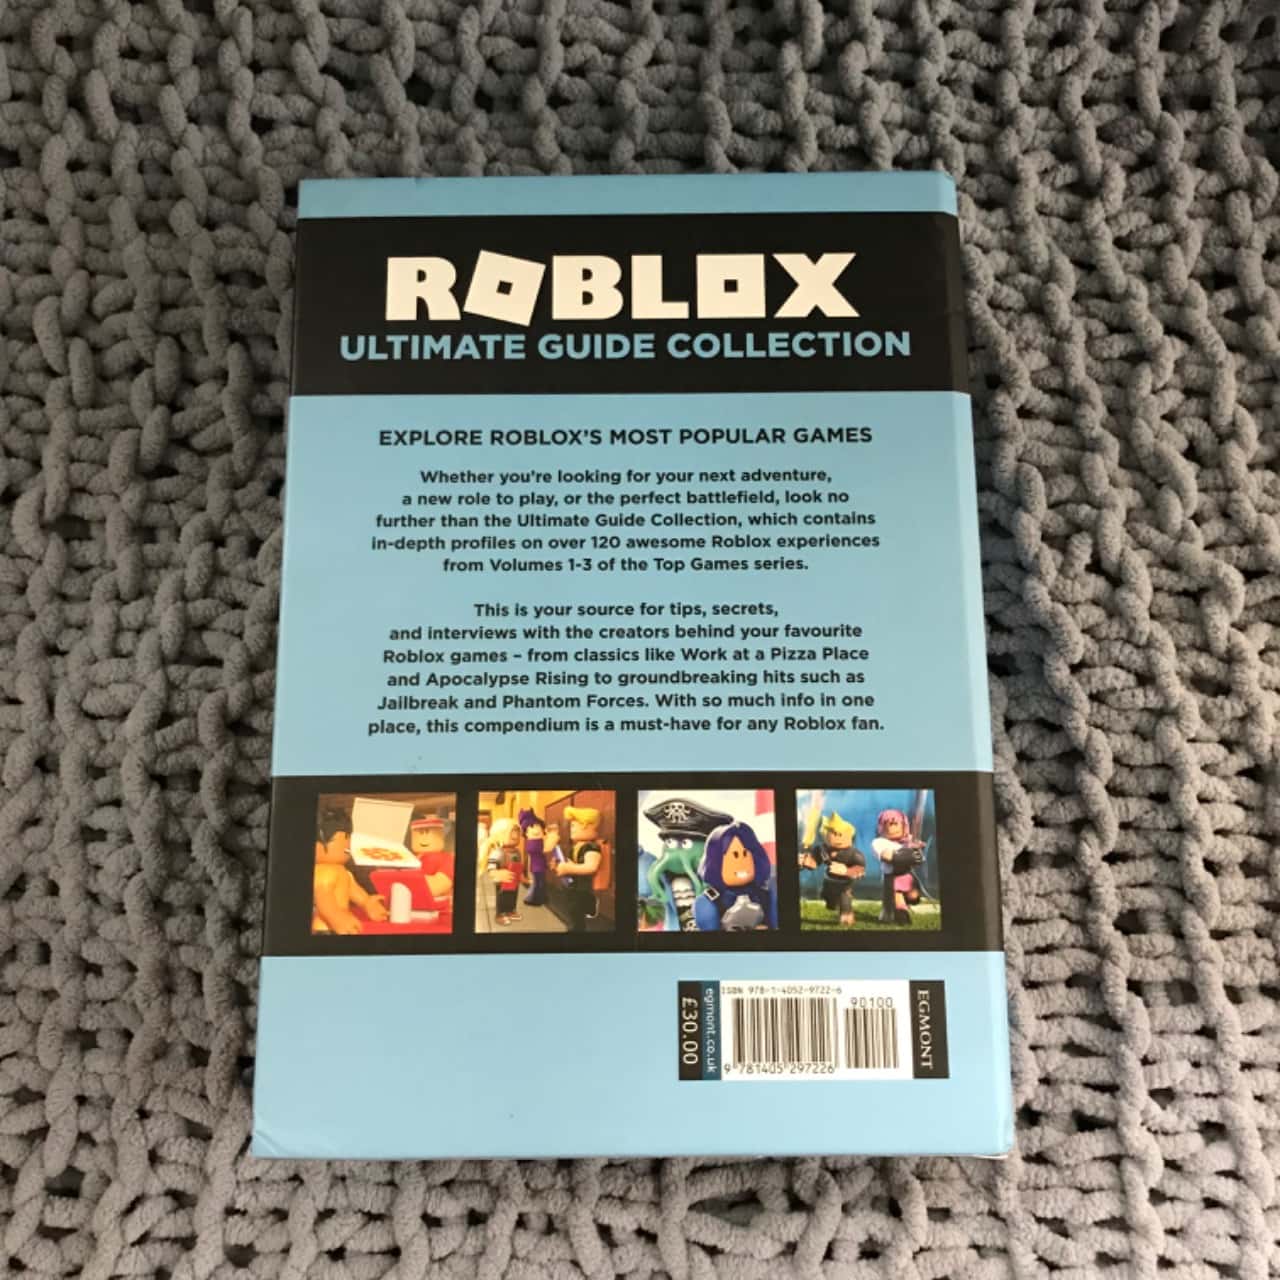 ROBLOX
ULTIMATE GUIDE COLLECTION
EXPLORE ROBLOX'S MOST POPULAR GAMES
Whether you're looking for your next adventure,
a new role to play, or the perfect battlefield, look no
further than the Ultimate Guide Collection, which contains
in-depth profiles on over 120 awesome Roblox experiences
from Volumes 1-3 of the Top Games series.
This is your source for tips, secrets,
and interviews with the creators behind your favourite
Roblox games – from classics like Work at a Pizza Place
and Apocalypse Rising to groundbreaking hits such as
Jailbreak and Phantom Forces. With so much info in one
place, this compendium is a must-have for any Roblox fan.
£30.00
egmont.co.uk
ISBN 978-1-4052-9722-6
90100
9 781405 297226
EGMONT